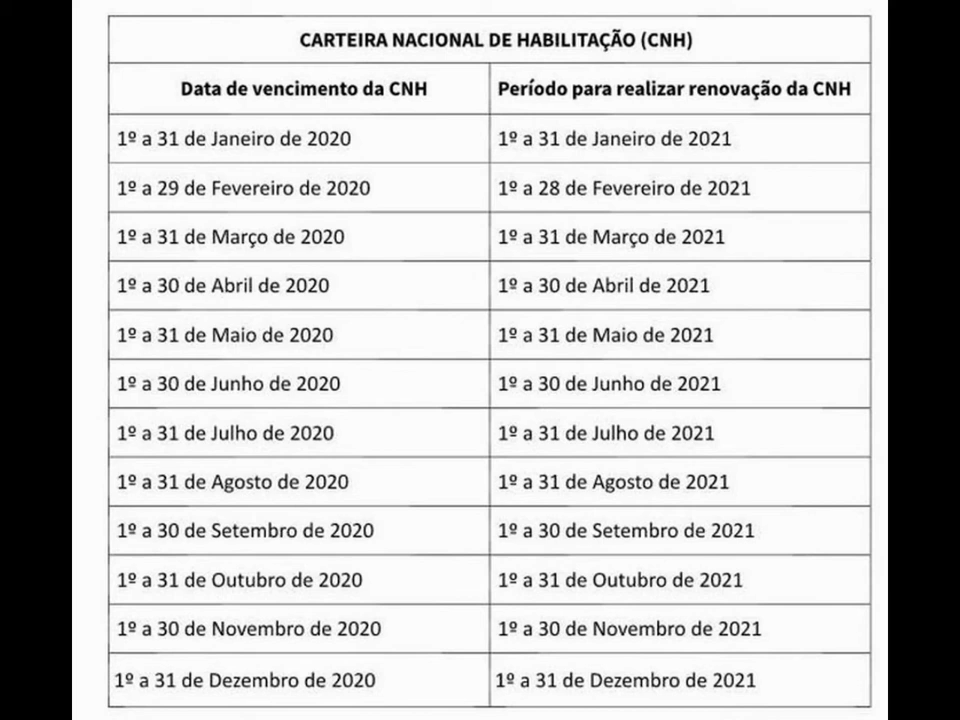 CARTEIRA NACIONAL DE HABILITAÇÃO (CNH)
Data de vencimento da CNH Período para realizar renovação da CNH
1º a 31 de Janeiro de 2020 1º a 31 de Janeiro de 2021
1º a 29 de Fevereiro de 2020 1º a 28 de Fevereiro de 2021
1º a 31 de Março de 2020 1º a 31 de Março de 2021
1º a 30 de Abril de 2020 1º a 30 de Abril de 2021
1º a 31 de Maio de 2020 1º a 31 de Maio de 2021
1º a 30 de Junho de 2020 1º a 30 de Junho de 2021
1º a 31 de Julho de 2020 1º a 31 de Julho de 2021
1º a 31 de Agosto de 2020 1º a 31 de Agosto de 2021
1º a 30 de Setembro de 2020 1º a 30 de Setembro de 2021
1º a 31 de Outubro de 2020 1º a 31 de Outubro de 2021
1º a 30 de Novembro de 2020 1º a 30 de Novembro de 2021
1º a 31 de Dezembro de 2020 1º a 31 de Dezembro de 2021